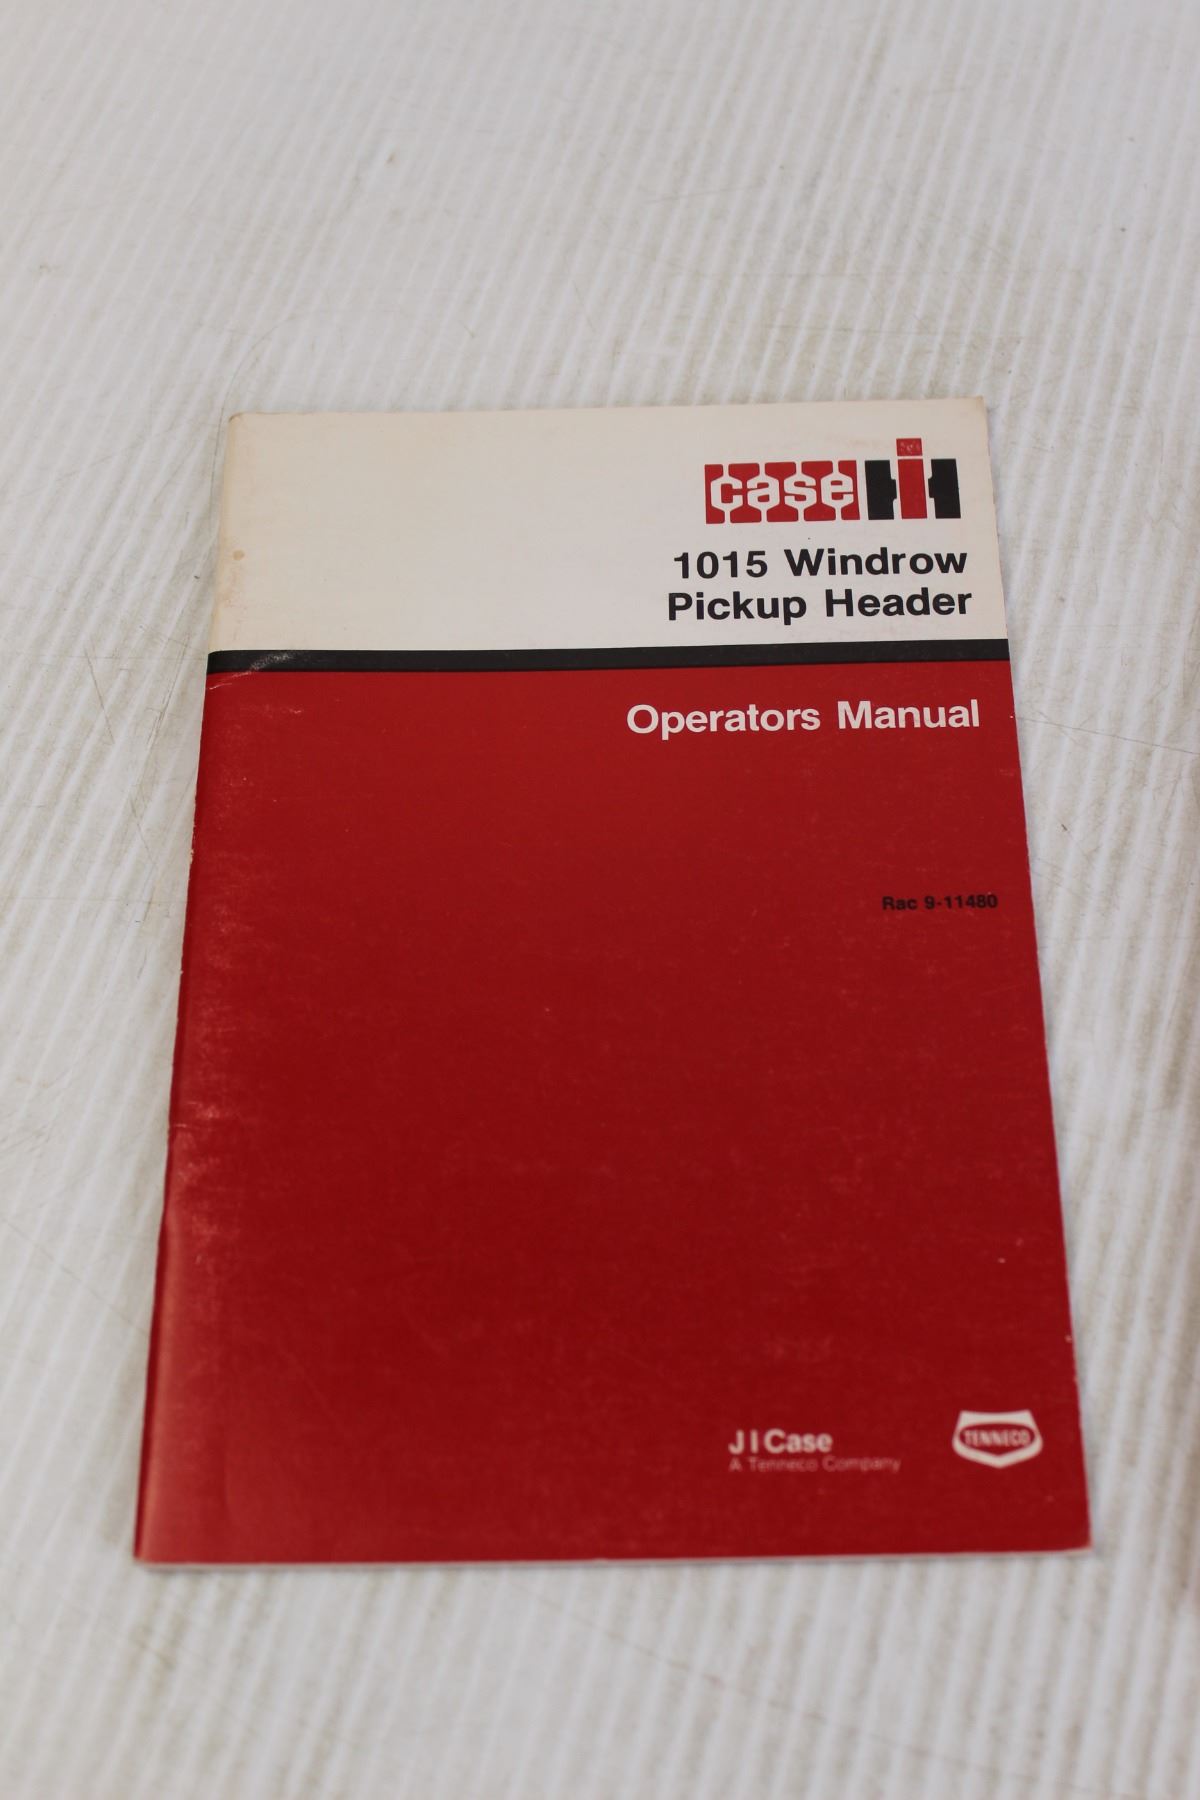 case IH
1015 Windrow
Pickup Header
Operators Manual
Rac 9-11480
J I Case
A Tenneco Company
TENNECO